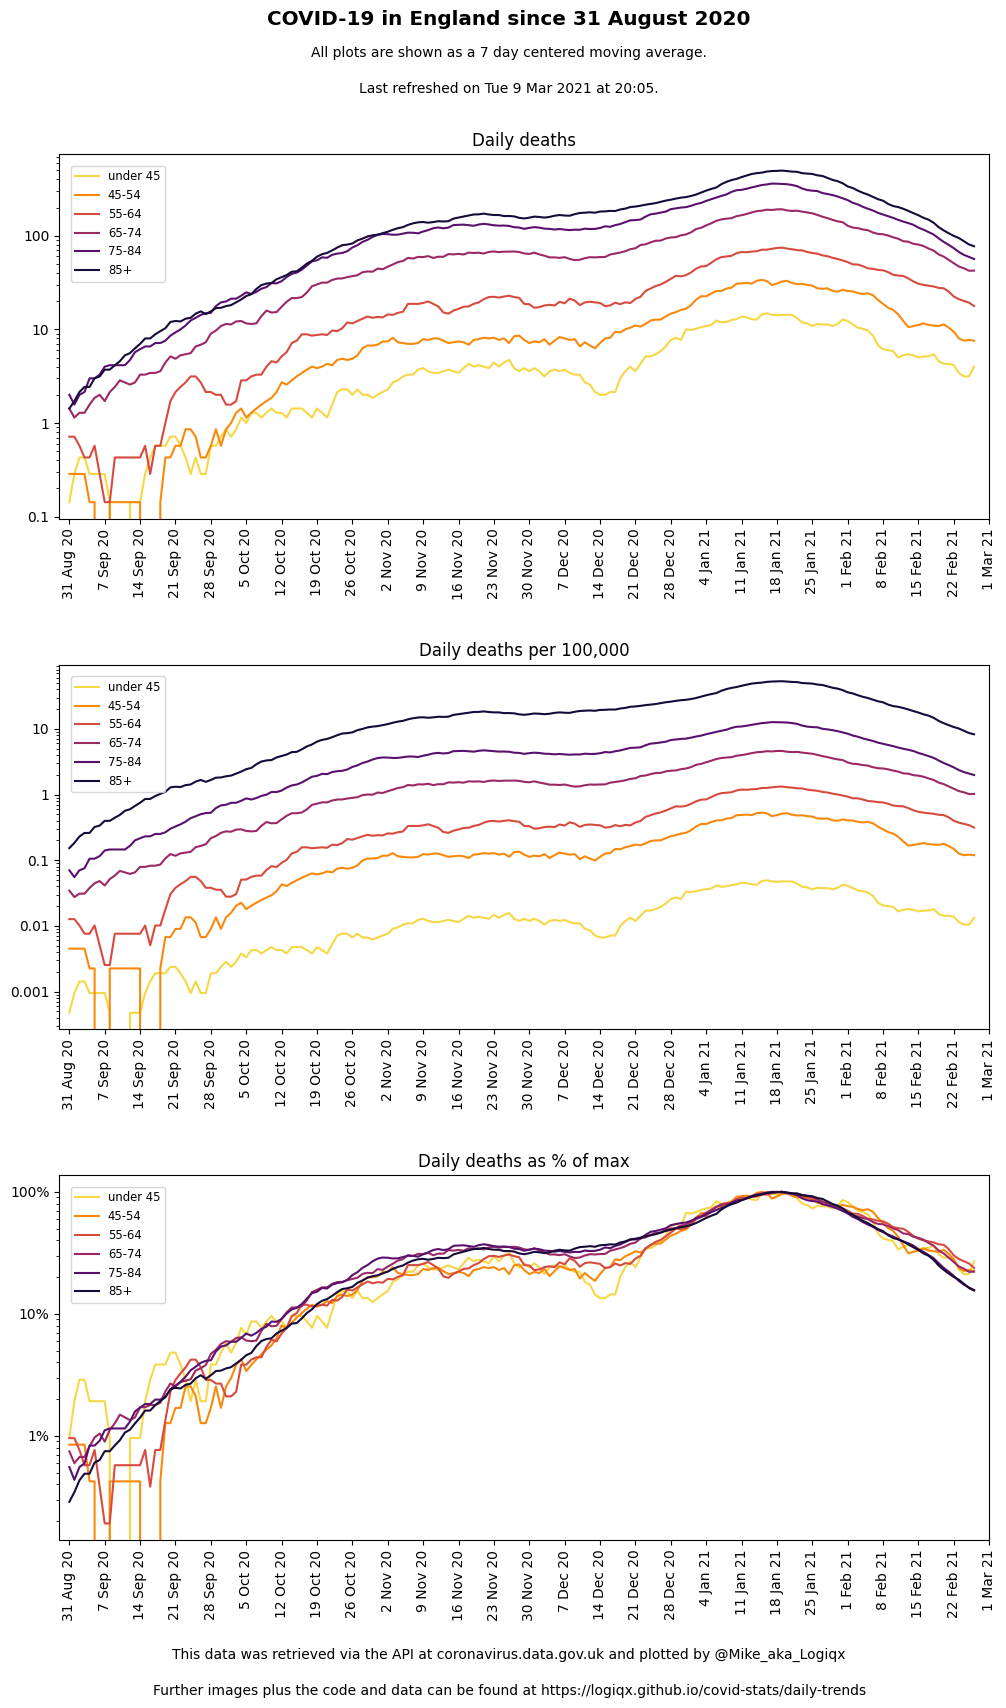 COVID-19 in England since 31 August 2020
All plots are shown as a 7 day centered moving average.
Last refreshed on Tue 9 Mar 2021 at 20:05.
Daily deaths
under 45
45-54
55-64
65-74
75-84
85+
100
10
1
0.1
31 Aug 20
7 Sep 20
14 Sep 20
21 Sep 20
28 Sep 20
5 Oct 20
12 Oct 20
19 Oct 20
26 Oct 20
2 Nov 20
9 Nov 20
16 Nov 20
23 Nov 20
30 Nov 20
7 Dec 20
14 Dec 20
21 Dec 20
28 Dec 20
4 Jan 21
11 Jan 21
18 Jan 21
25 Jan 21
1 Feb 21
8 Feb 21
15 Feb 21
22 Feb 21
1 Mar 21
Daily deaths per 100,000
under 45
45-54
55-64
65-74
75-84
85+
10
1
0.1
0.01
0.001
31 Aug 20
7 Sep 20
14 Sep 20
21 Sep 20
28 Sep 20
5 Oct 20
12 Oct 20
19 Oct 20
26 Oct 20
2 Nov 20
9 Nov 20
16 Nov 20
23 Nov 20
30 Nov 20
7 Dec 20
14 Dec 20
21 Dec 20
28 Dec 20
4 Jan 21
11 Jan 21
18 Jan 21
25 Jan 21
1 Feb 21
8 Feb 21
15 Feb 21
22 Feb 21
1 Mar 21
Daily deaths as % of max
under 45
45-54
55-64
65-74
75-84
85+
100%
10%
1%
31 Aug 20
7 Sep 20
14 Sep 20
21 Sep 20
28 Sep 20
5 Oct 20
12 Oct 20
19 Oct 20
26 Oct 20
2 Nov 20
9 Nov 20
16 Nov 20
23 Nov 20
30 Nov 20
7 Dec 20
14 Dec 20
21 Dec 20
28 Dec 20
4 Jan 21
11 Jan 21
18 Jan 21
25 Jan 21
1 Feb 21
8 Feb 21
15 Feb 21
22 Feb 21
1 Mar 21
This data was retrieved via the API at coronavirus.data.gov.uk and plotted by @Mike_aka_Logiqx
Further images plus the code and data can be found at https://logiqx.github.io/covid-stats/daily-trends